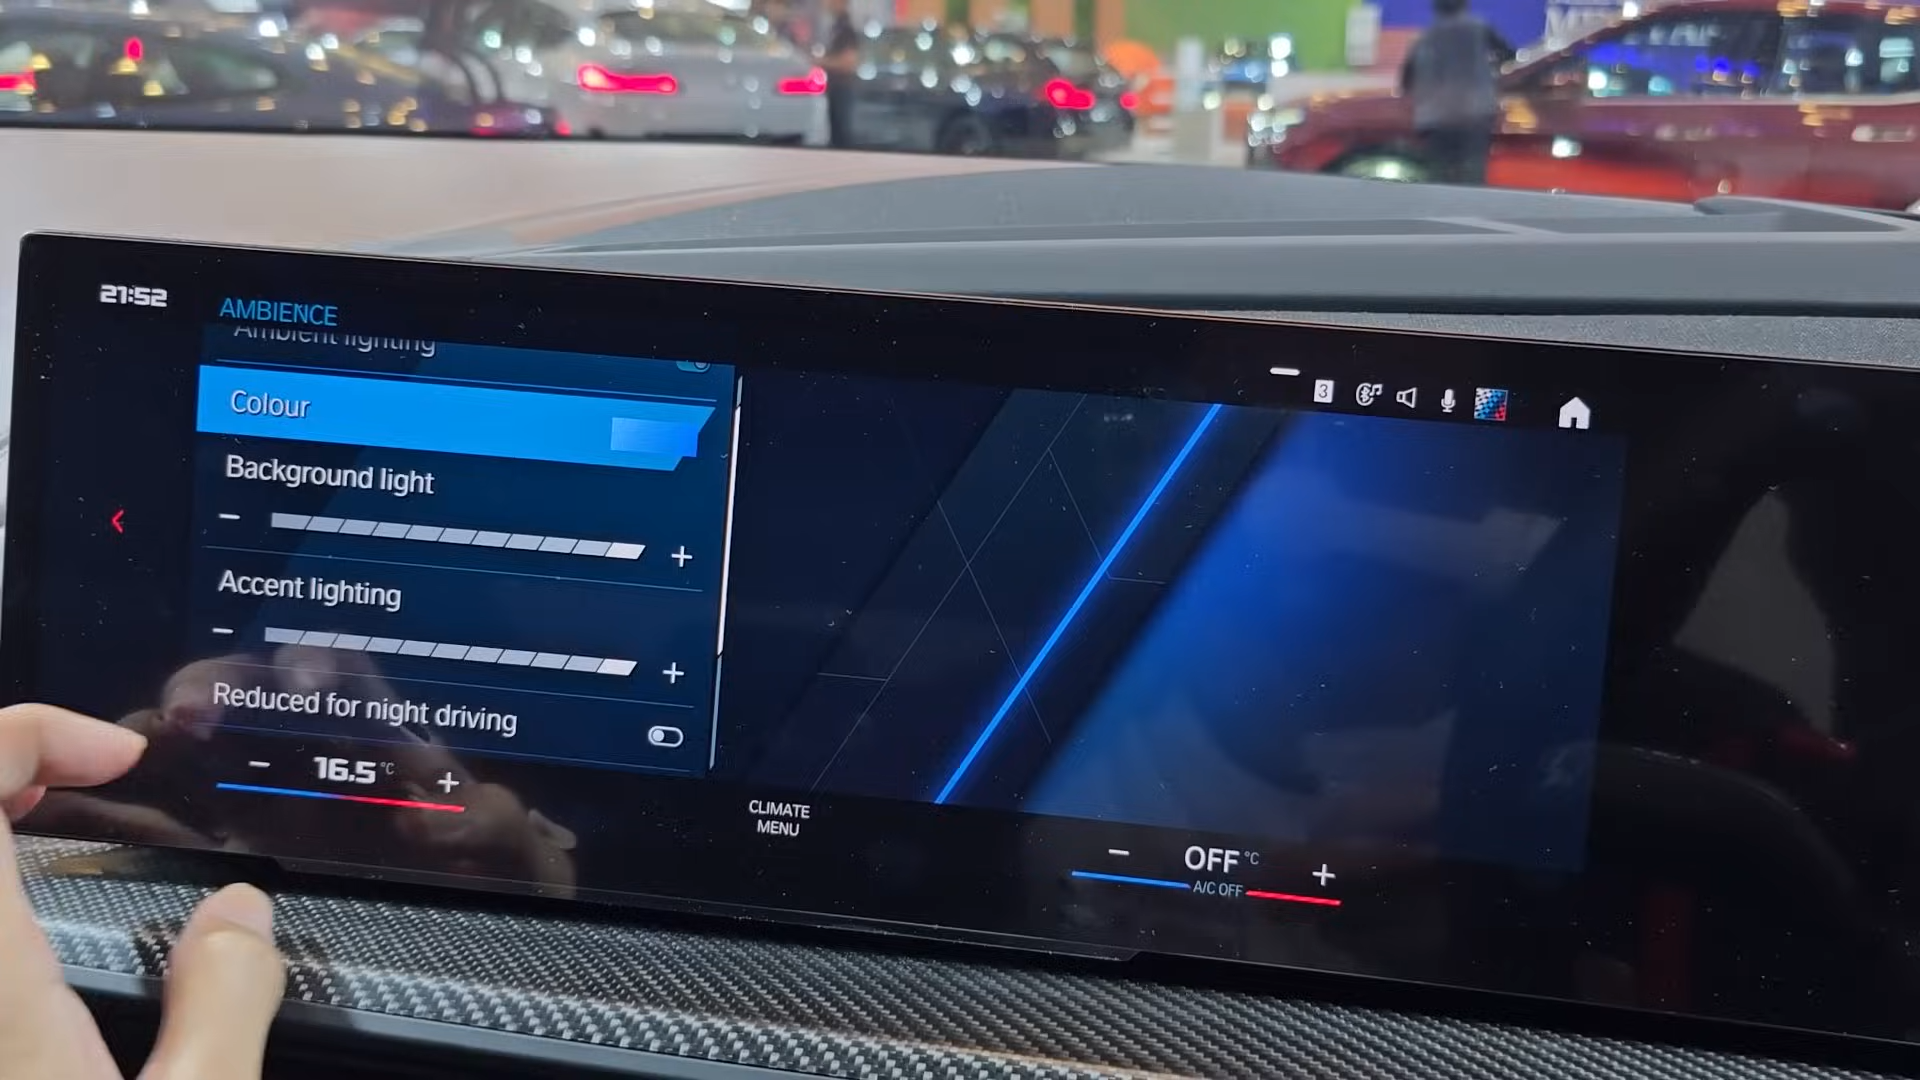 21:52
AMBIENCE
Ambient lighting
Colour
Background light
Accent lighting
Reduced for night driving
3
16.5 °C
CLIMATE
MENU
OFF °C
A/C OFF